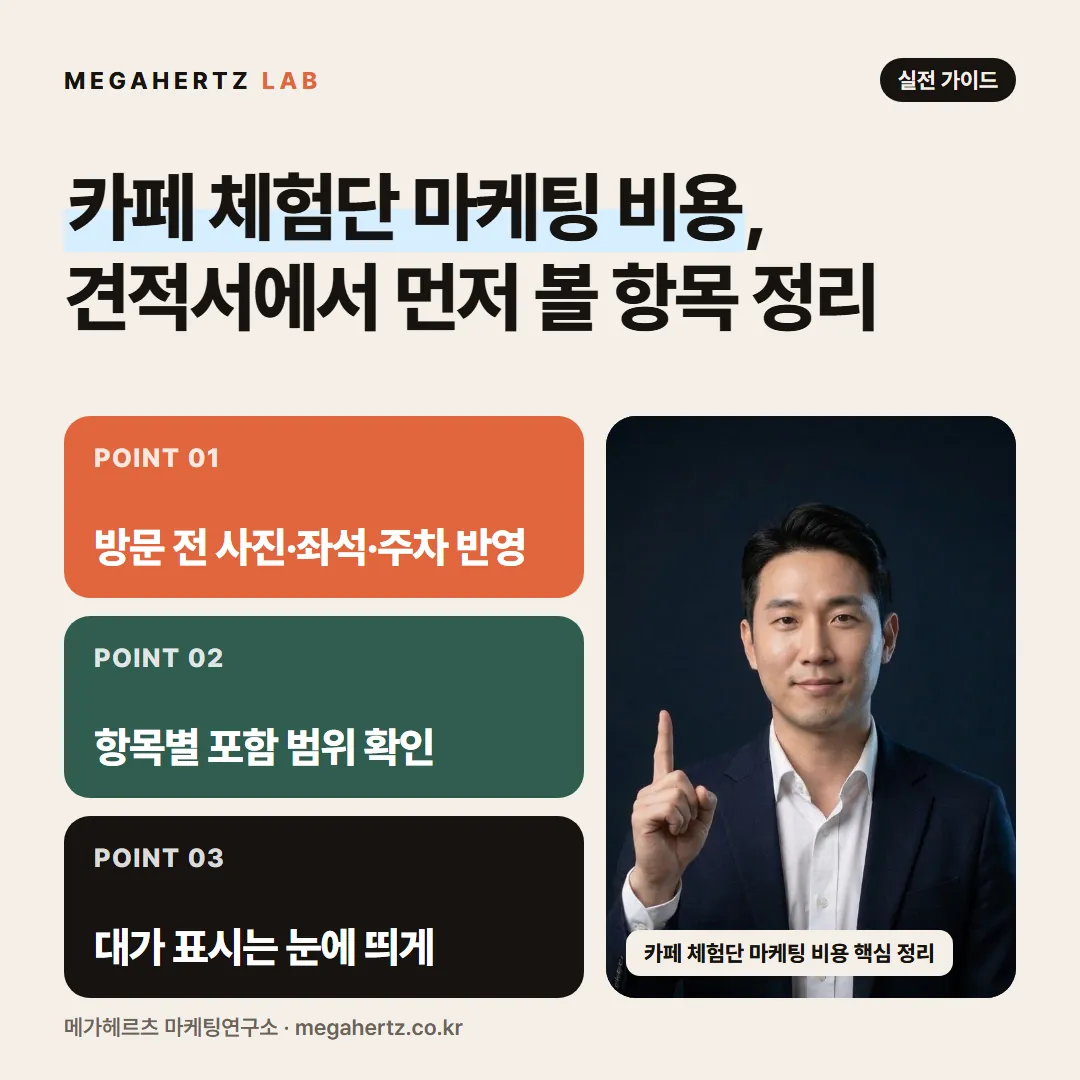 MEGAHERTZ LAB
실전 가이드
카페 체험단 마케팅 비용,
견적서에서 먼저 볼 항목 정리
POINT 01
방문 전 사진·좌석·주차 반영
POINT 02
항목별 포함 범위 확인
POINT 03
대가 표시는 눈에 띄게
카페 체험단 마케팅 비용 핵심 정리
메가헤르츠 마케팅연구소 · megahertz.co.kr